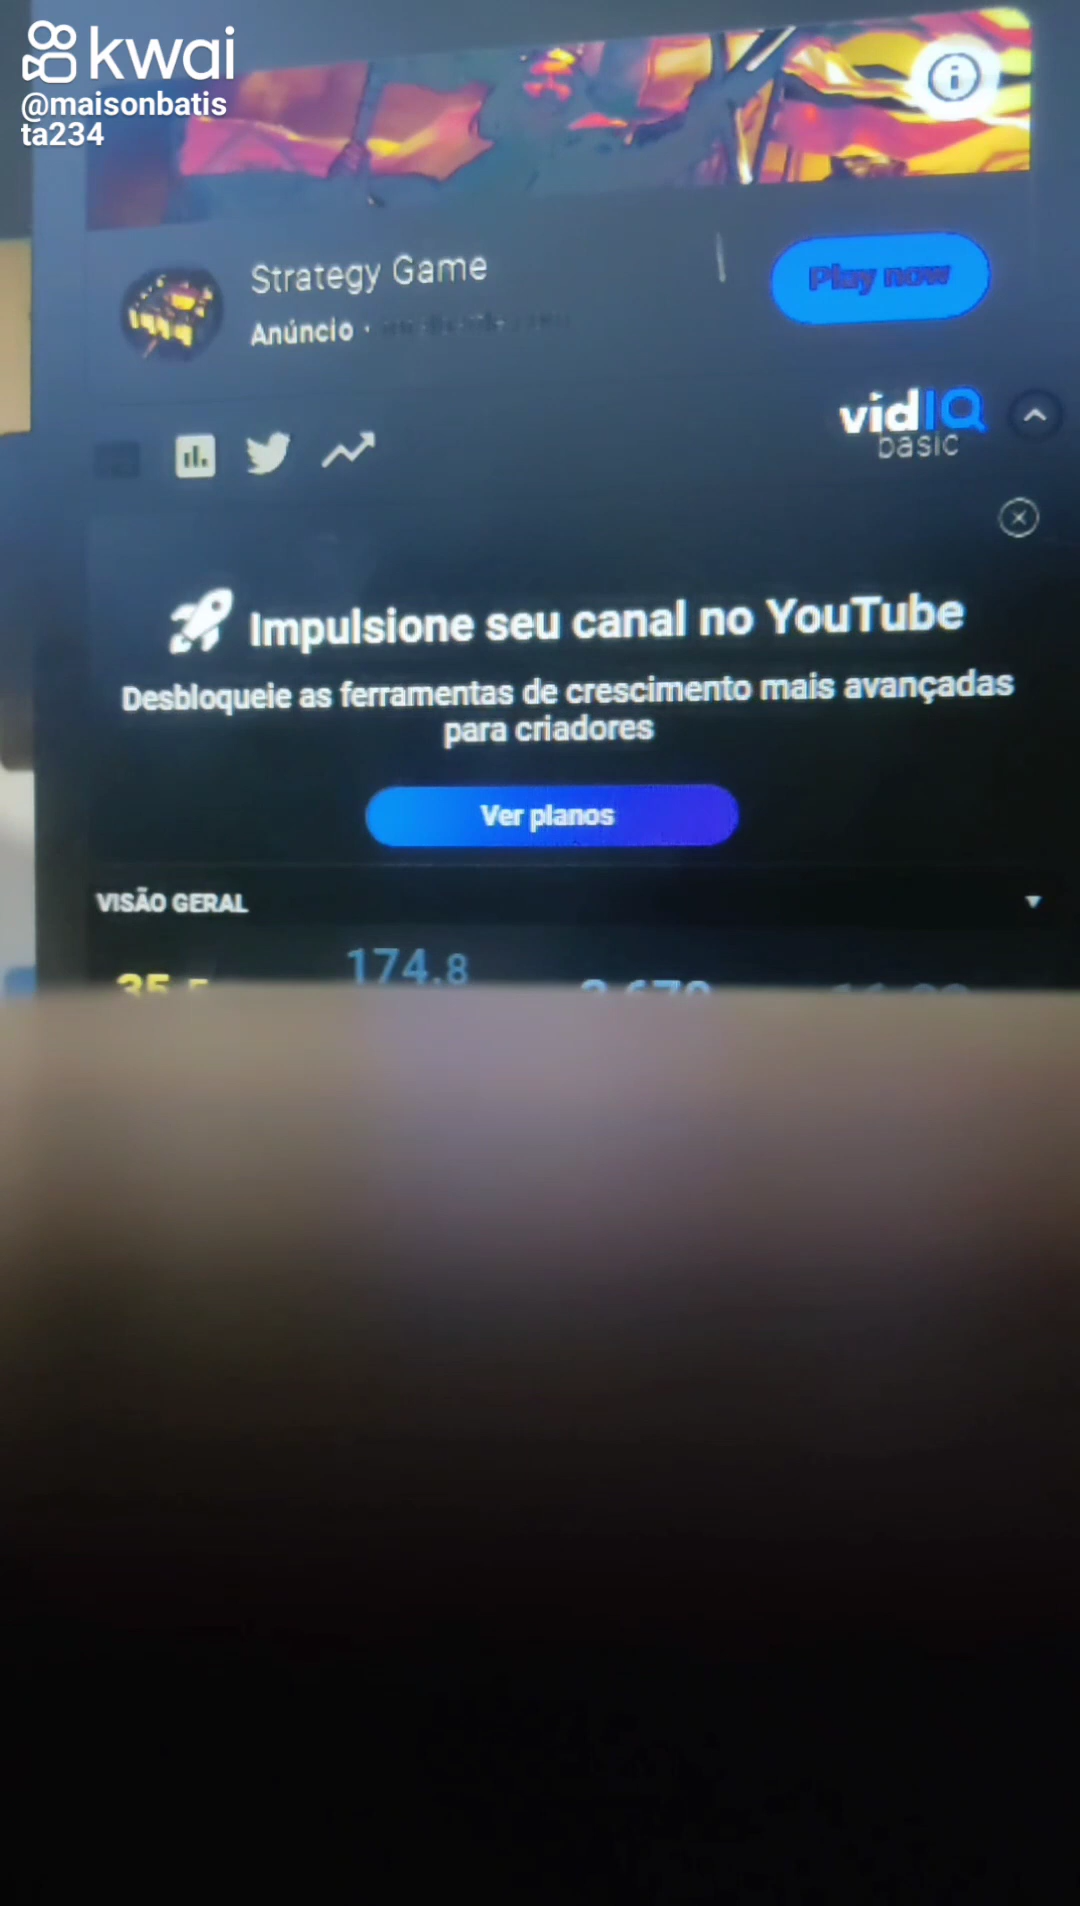 kwai
@maisonbatis
ta234
Strategy Game
Play now
Anúncio ·
vidIQ
basic
Impulsione seu canal no YouTube
Desbloqueie as ferramentas de crescimento mais avançadas
para criadores
Ver planos
VISÃO GERAL
174.8